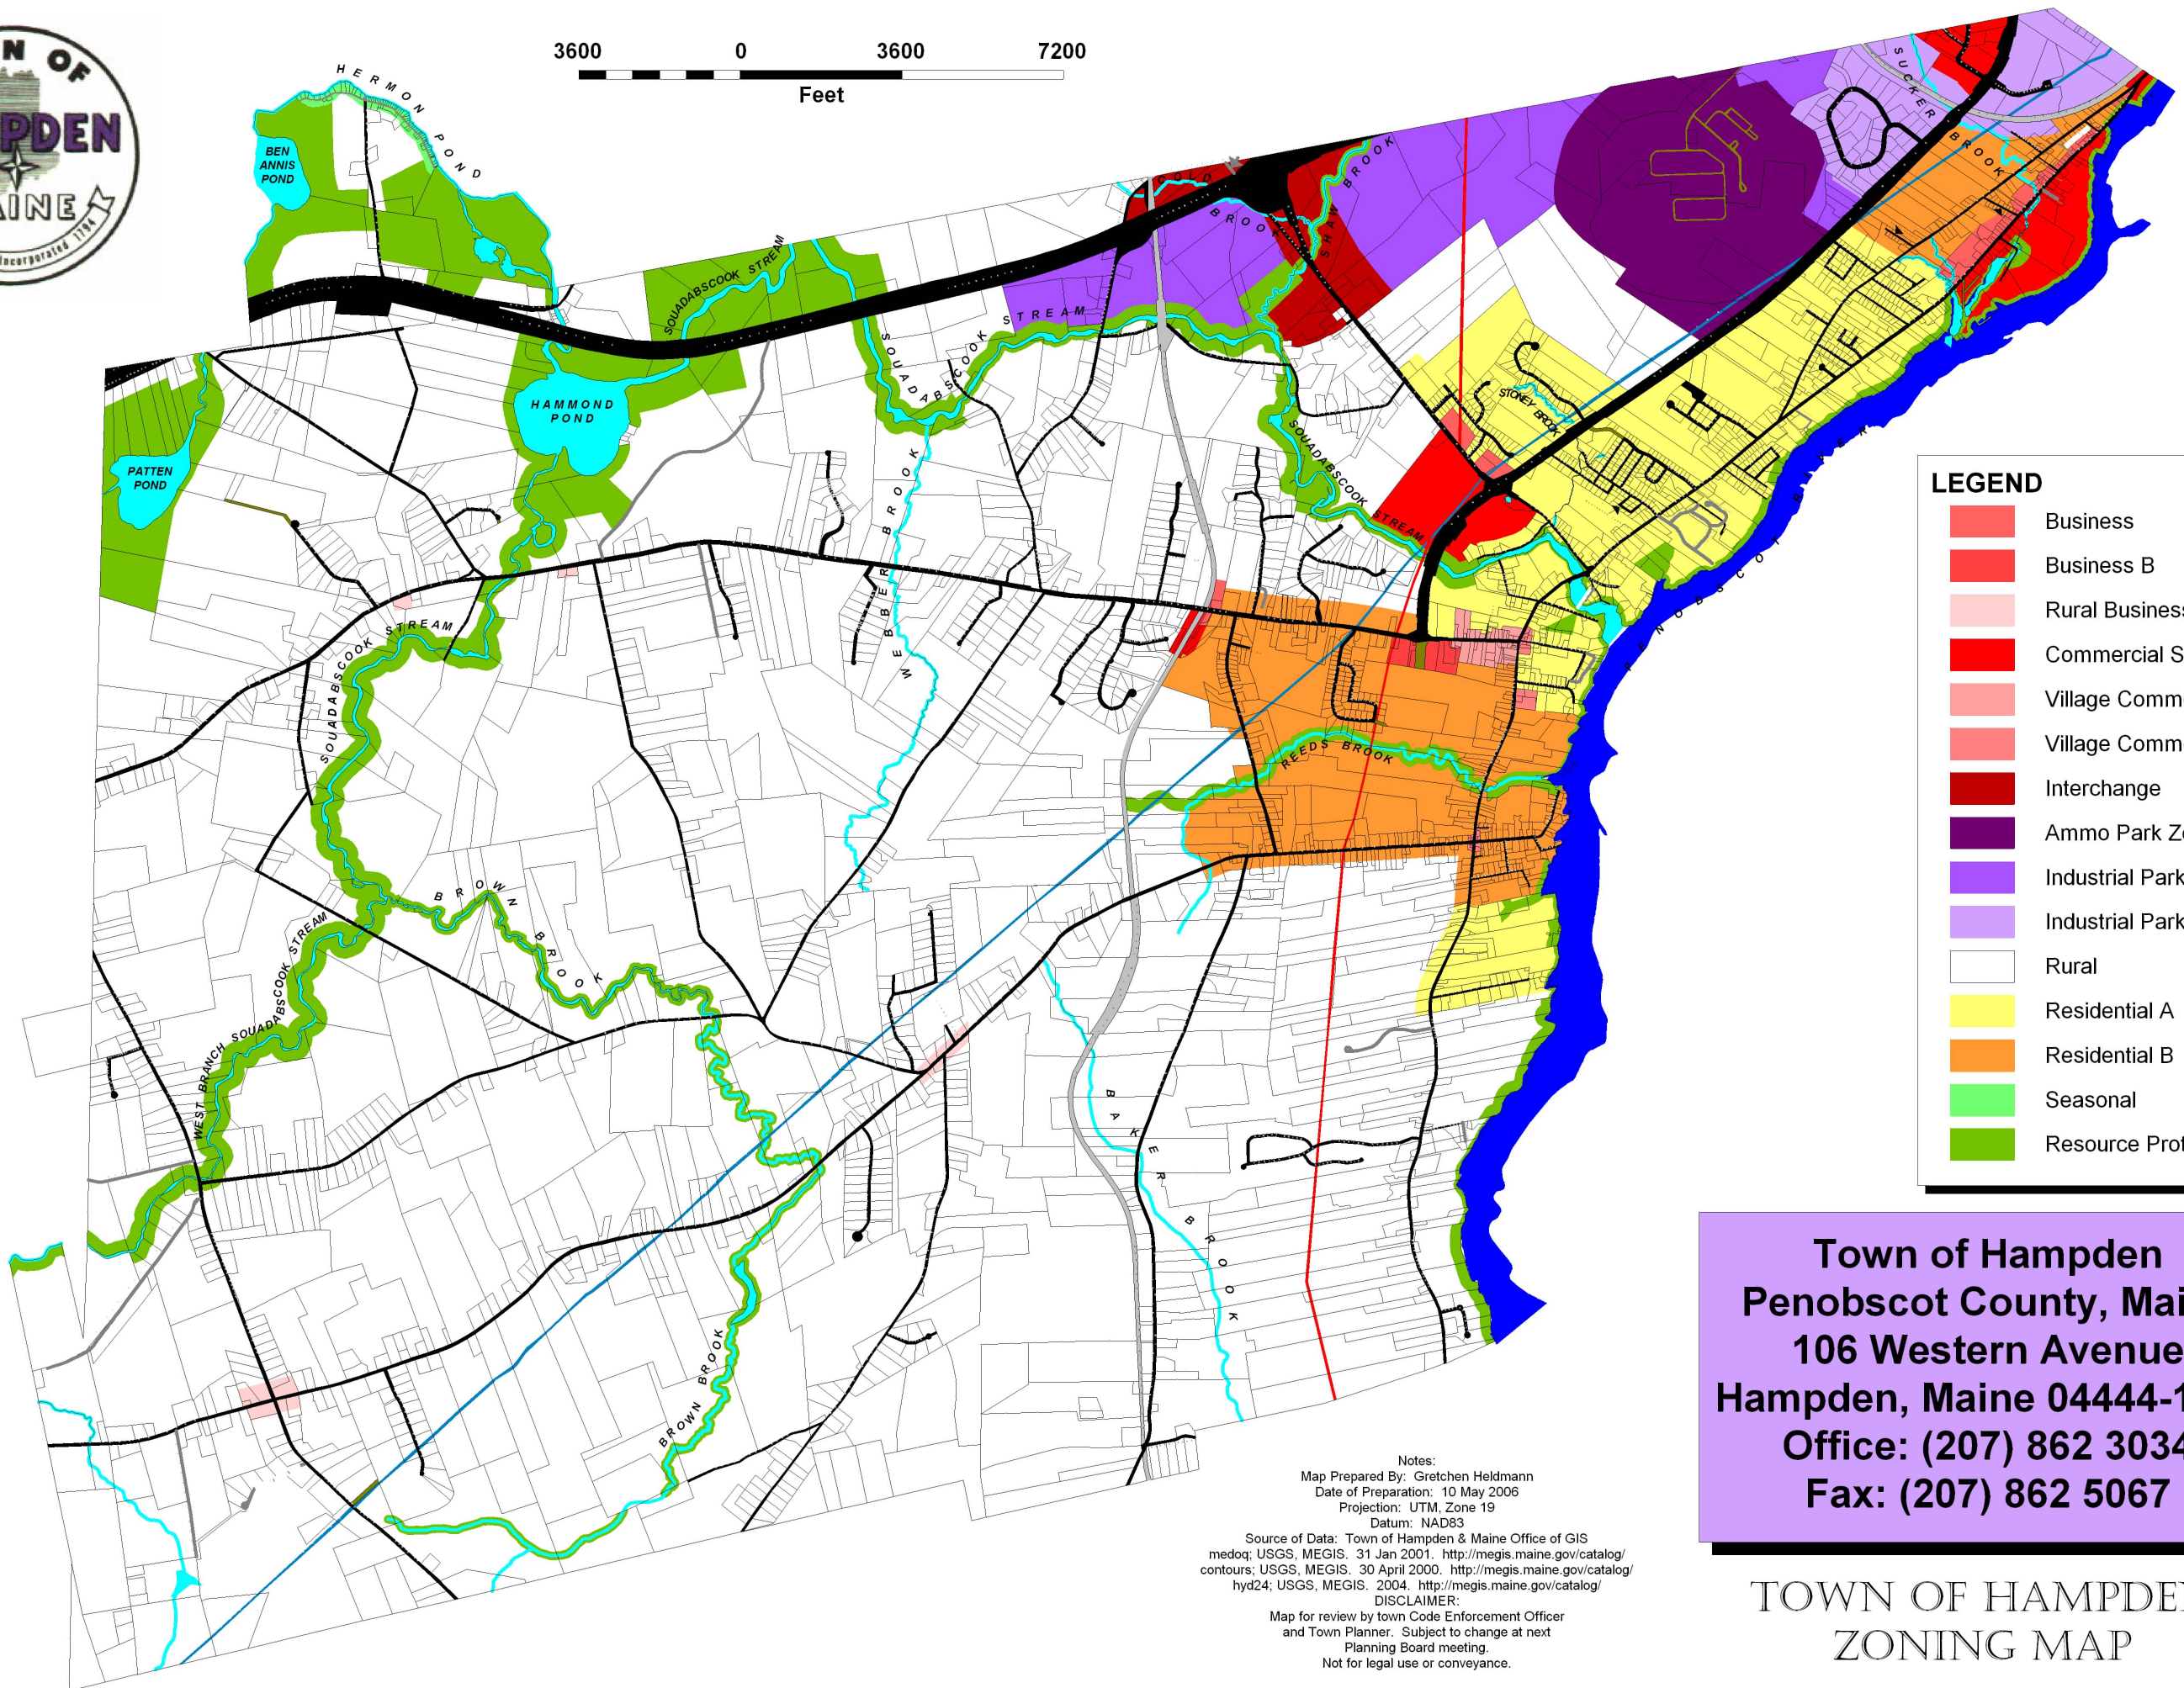 N OF
PDEN
AINE
Incorporated 1794
3600 0 3600 7200
Feet
HERMON POND
BEN
ANNIS
POND
SUCKER BROOK
COLD BROOK
SHAW BROOK
SOUADABSCOOK STREAM
SOUADABSCOOK STREAM
HAMMOND
POND
STONEY BROOK
PATTEN
POND
SOUADABSCOOK STREAM
WEBBER BROOK
PENOBSCOT RIVER
SOUADABSCOOK STREAM
REEDS BROOK
BROWN BROOK
WEST BRANCH SOUADABSCOOK STREAM
BAKER BROOK
BROWN BROOK
LEGEND
Business
Business B
Rural Business
Commercial S
Village Comm
Village Comm
Interchange
Ammo Park Z
Industrial Park
Industrial Park
Rural
Residential A
Residential B
Seasonal
Resource Prot
Town of Hampden
Penobscot County, Mai
106 Western Avenue
Hampden, Maine 04444-1
Office: (207) 862 3034
Fax: (207) 862 5067
Notes:
Map Prepared By: Gretchen Heldmann
Date of Preparation: 10 May 2006
Projection: UTM, Zone 19
Datum: NAD83
Source of Data: Town of Hampden & Maine Office of GIS
medoq; USGS, MEGIS. 31 Jan 2001. http://megis.maine.gov/catalog/
contours; USGS, MEGIS. 30 April 2000. http://megis.maine.gov/catalog/
hyd24; USGS, MEGIS. 2004. http://megis.maine.gov/catalog/
DISCLAIMER:
Map for review by town Code Enforcement Officer
and Town Planner. Subject to change at next
Planning Board meeting.
Not for legal use or conveyance.
TOWN OF HAMPDEN
ZONING MAP